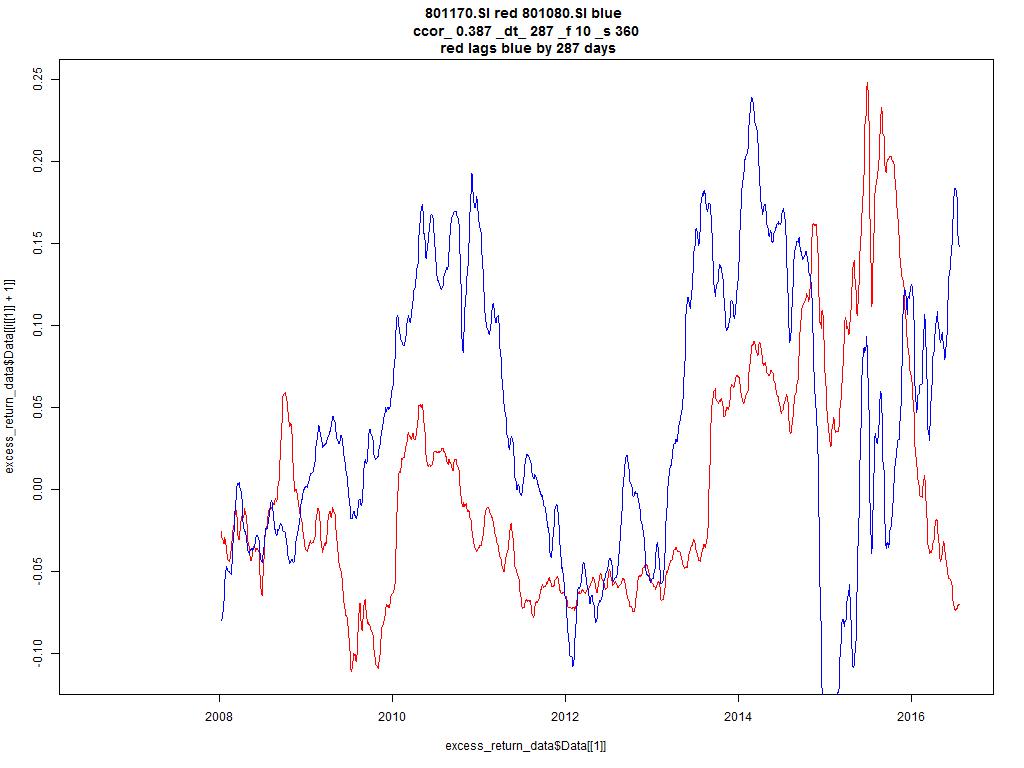 801170.SI red 801080.SI blue
ccor_ 0.387 _dt_ 287 _f 10 _s 360
red lags blue by 287 days
0.25
0.20
0.15
0.10
0.05
0.00
-0.05
-0.10
excess_return_data$Data[[i[[1]] + 1]]
2008 2010 2012 2014 2016
excess_return_data$Data[[1]]